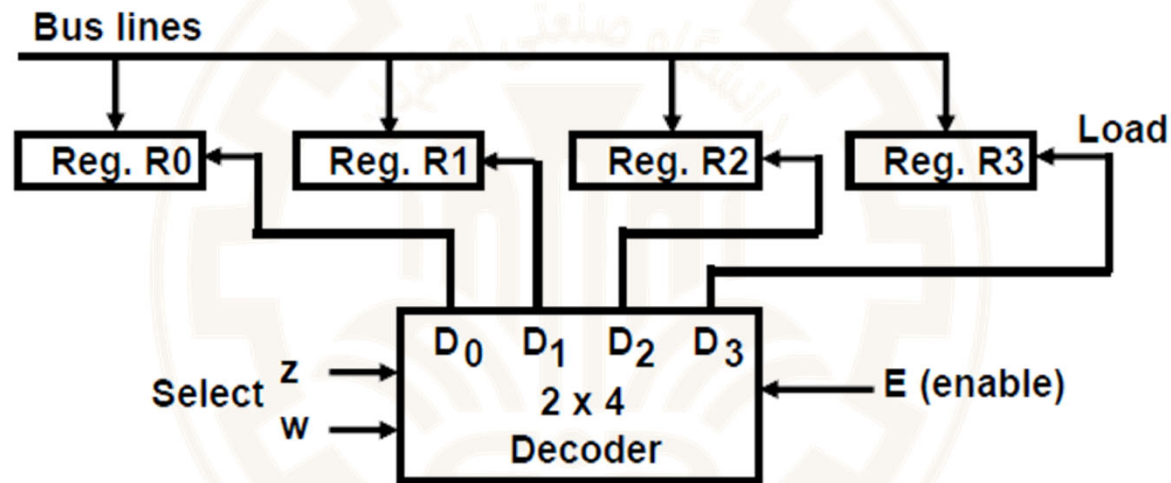 Bus lines
Reg. R0
Reg. R1
Reg. R2
Reg. R3
Load
D0 D1 D2 D3
Select z
w
2 x 4
Decoder
E (enable)